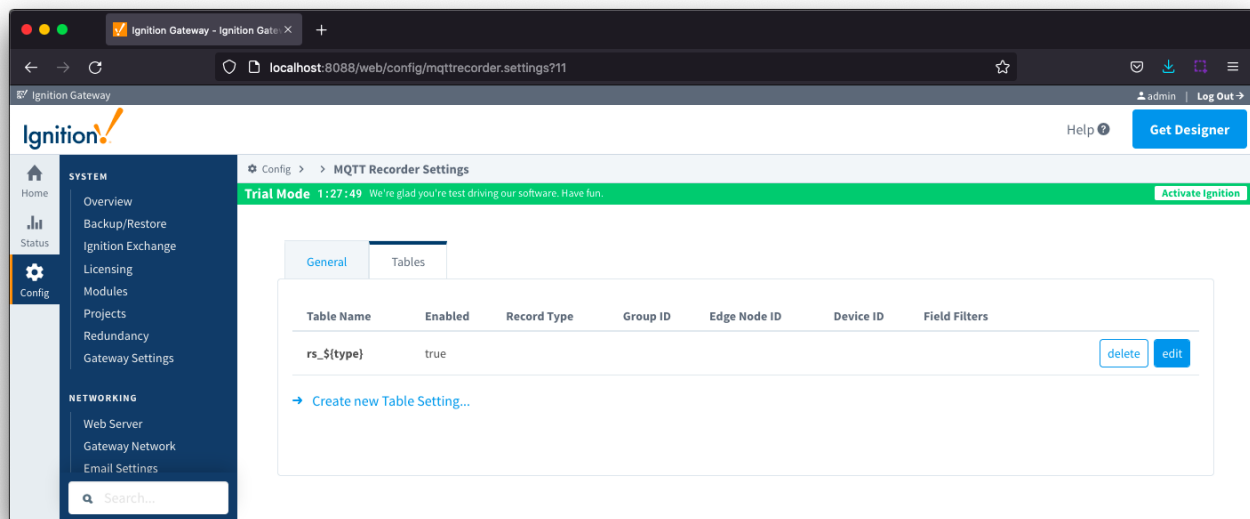 Ignition Gateway - Ignition Gate
localhost:8088/web/config/mqttrecorder.settings?11
Ignition Gateway
admin | Log Out
Ignition!
Help
Get Designer
Home
Status
Config
SYSTEM
Overview
Backup/Restore
Ignition Exchange
Licensing
Modules
Projects
Redundancy
Gateway Settings
NETWORKING
Web Server
Gateway Network
Email Settings
Search...
Config > > MQTT Recorder Settings
Trial Mode 1:27:49 We're glad you're test driving our software. Have fun.
Activate Ignition
General Tables
Table Name Enabled Record Type Group ID Edge Node ID Device ID Field Filters
rs_${type} true delete edit
→ Create new Table Setting...